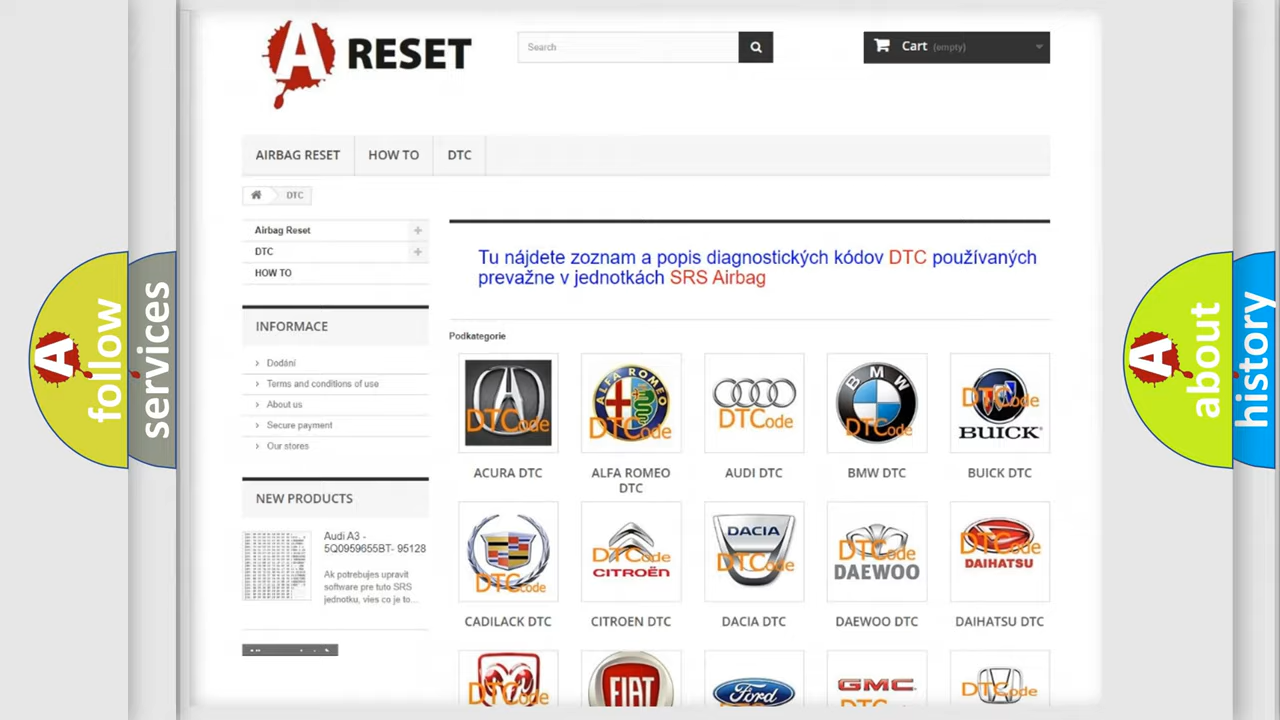 A RESET
Search
Cart (empty)
AIRBAG RESET
HOW TO
DTC
DTC
Airbag Reset
DTC
HOW TO
INFORMACE
Dodání
Terms and conditions of use
About us
Secure payment
Our stores
NEW PRODUCTS
Audi A3 -
5Q0959655BT- 95128
Ak potrebujes upravit
software pre tuto SRS
jednotku, vies co je to...
Tu nájdete zoznam a popis diagnostických kódov DTC používaných
prevažne v jednotkách SRS Airbag
Podkategorie
DTCode
ALFA ROMEO
DTCode
DTCode
BMW
DTCode
DTCode
BUICK
ACURA DTC
ALFA ROMEO
DTC
AUDI DTC
BMW DTC
BUICK DTC
DTCode
DTCode
CITROËN
DACIA
DTCode
DTCode
DAEWOO
DTCode
DAIHATSU
CADILACK DTC
CITROEN DTC
DACIA DTC
DAEWOO DTC
DAIHATSU DTC
DTCode
FIAT
Ford
GMC
DTCode
A follow
services
A about
history